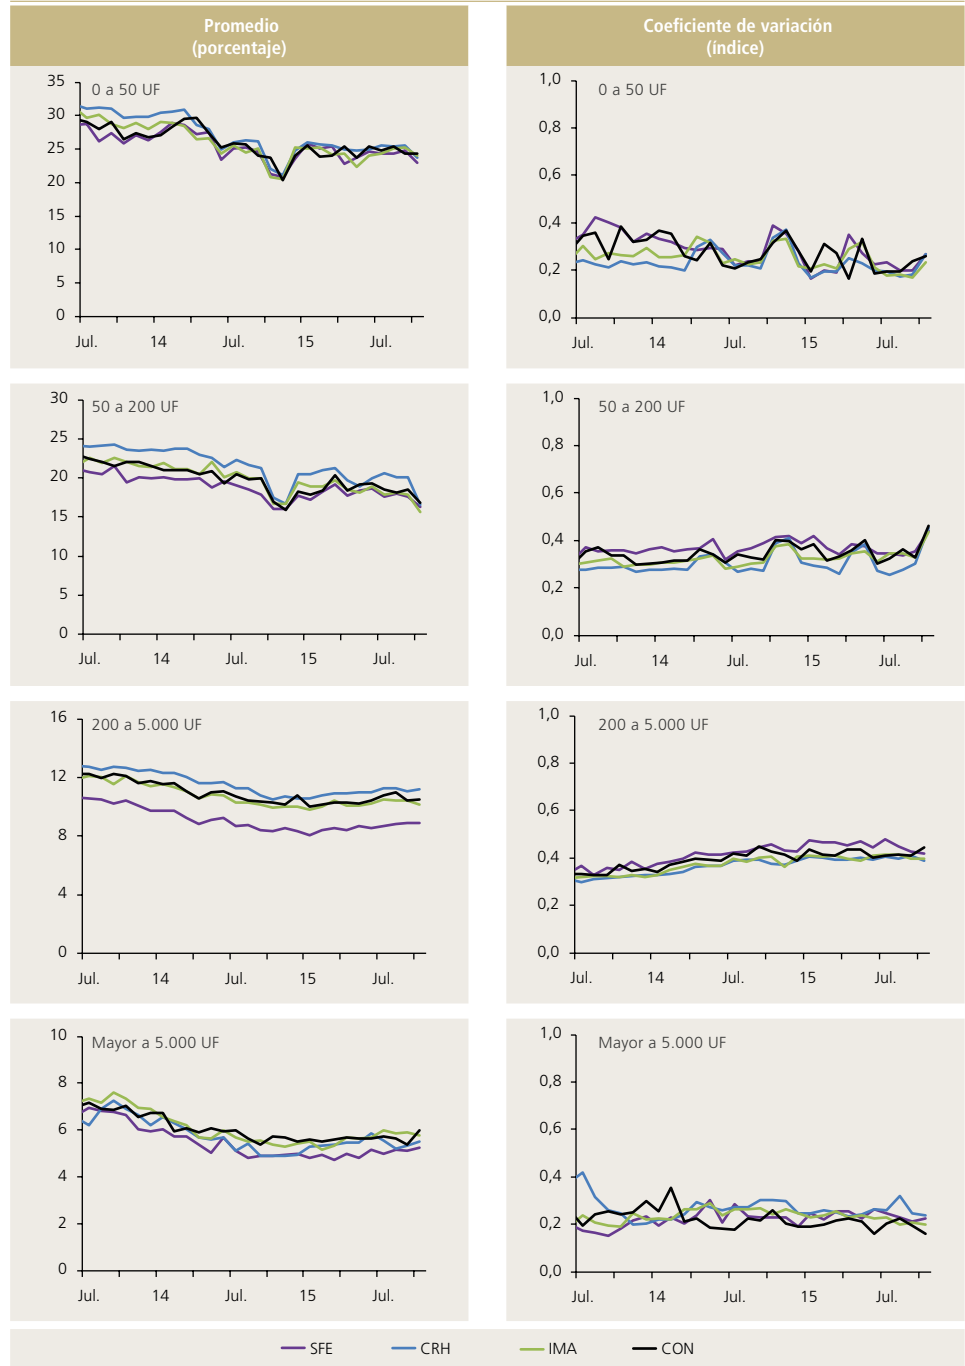 Promedio
(porcentaje)
Coeficiente de variación
(índice)
0 a 50 UF
35
30
25
20
15
10
5
0
Jul. 14 Jul. 15 Jul.
0 a 50 UF
1,0
0,8
0,6
0,4
0,2
0,0
Jul. 14 Jul. 15 Jul.
50 a 200 UF
30
25
20
15
10
5
0
Jul. 14 Jul. 15 Jul.
50 a 200 UF
1,0
0,8
0,6
0,4
0,2
0,0
Jul. 14 Jul. 15 Jul.
200 a 5.000 UF
16
12
8
4
0
Jul. 14 Jul. 15 Jul.
200 a 5.000 UF
1,0
0,8
0,6
0,4
0,2
0,0
Jul. 14 Jul. 15 Jul.
Mayor a 5.000 UF
10
8
6
4
2
0
Jul. 14 Jul. 15 Jul.
Mayor a 5.000 UF
1,0
0,8
0,6
0,4
0,2
0,0
Jul. 14 Jul. 15 Jul.
SFE CRH IMA CON